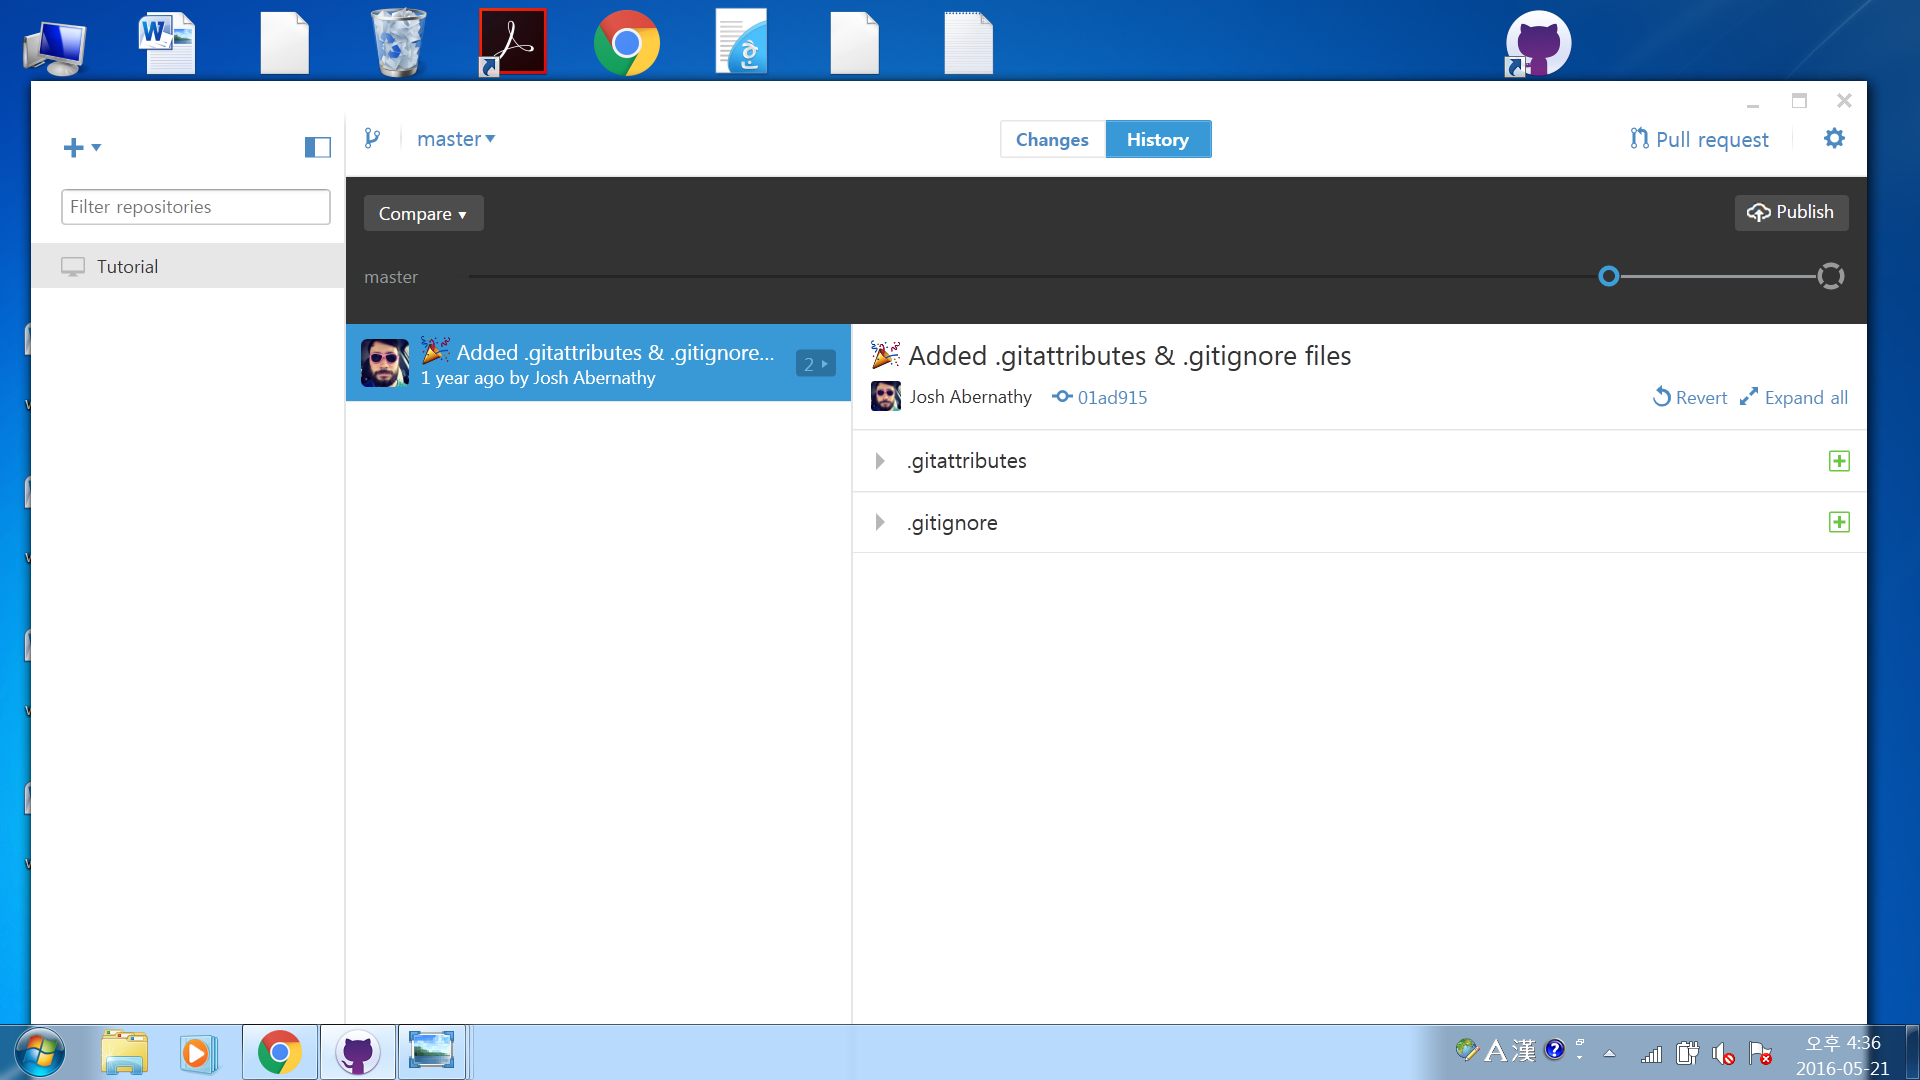 master
Changes
History
Pull request
Filter repositories
Compare
Publish
Tutorial
master
Added .gitattributes & .gitignore...
1 year ago by Josh Abernathy
2
Added .gitattributes & .gitignore files
Josh Abernathy
01ad915
Revert
Expand all
.gitattributes
.gitignore
A 漢
오후 4:36
2016-05-21